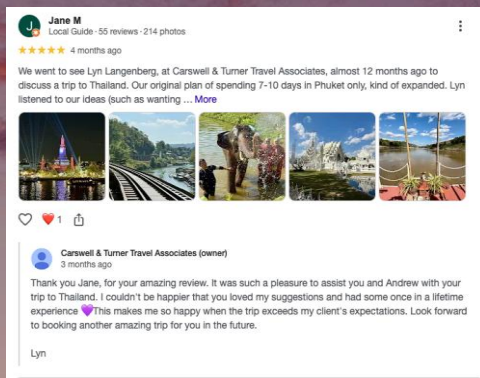 J
Jane M
Local Guide · 55 reviews · 214 photos
4 months ago
We went to see Lyn Langenberg, at Carswell & Turner Travel Associates, almost 12 months ago to
discuss a trip to Thailand. Our original plan of spending 7-10 days in Phuket only, kind of expanded. Lyn
listened to our ideas (such as wanting ... More
1
Carswell & Turner Travel Associates (owner)
3 months ago
Thank you Jane, for your amazing review. It was such a pleasure to assist you and Andrew with your
trip to Thailand. I couldn't be happier that you loved my suggestions and had some once in a lifetime
experience 💜This makes me so happy when the trip exceeds my client's expectations. Look forward
to booking another amazing trip for you in the future.
Lyn